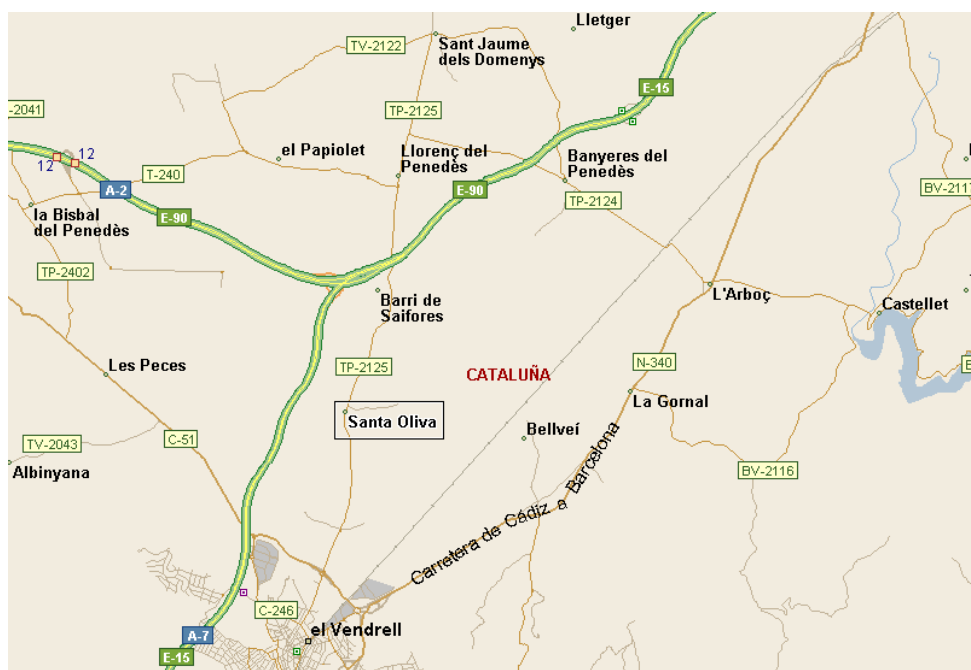 Lletger
TV-2122
Sant Jaume
dels Domenys
E-15
-2041
TP-2125
12
12
el Papiolet
Llorenç del
Penedès
Banyeres del
Penedès
T-240
A-2
E-90
BV-2117
TP-2124
la Bisbal
del Penedès
E-90
TP-2402
Barri de
Saifores
L'Arboç
Castellet
Les Peces
TP-2125
CATALUÑA
N-340
La Gornal
Santa Oliva
Bellveí
C-51
TV-2043
Albinyana
BV-2116
Carretera de Cádiz a Barcelona
C-246
el Vendrell
A-7
E-15